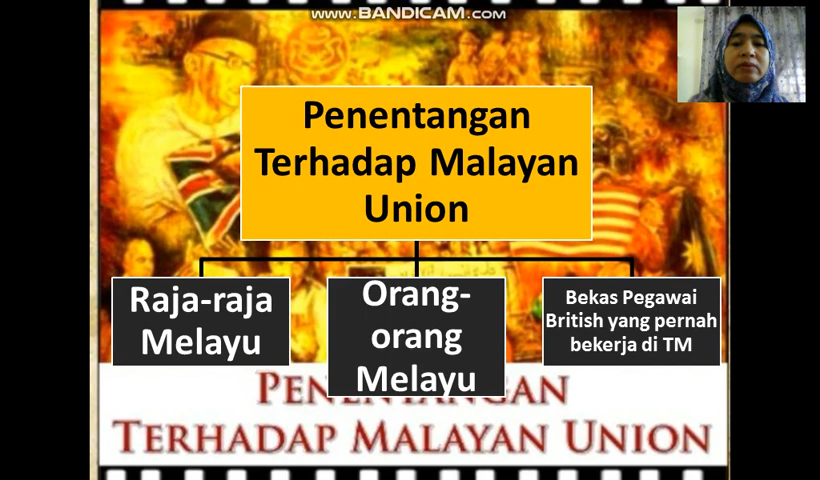 WWW.BANDICAM.COM
Penentangan
Terhadap Malayan
Union
Raja-raja
Melayu
Orang-
orang
Melayu
Bekas Pegawai
British yang pernah
bekerja di TM
PENENTANGAN
TERHADAP MALAYAN UNION